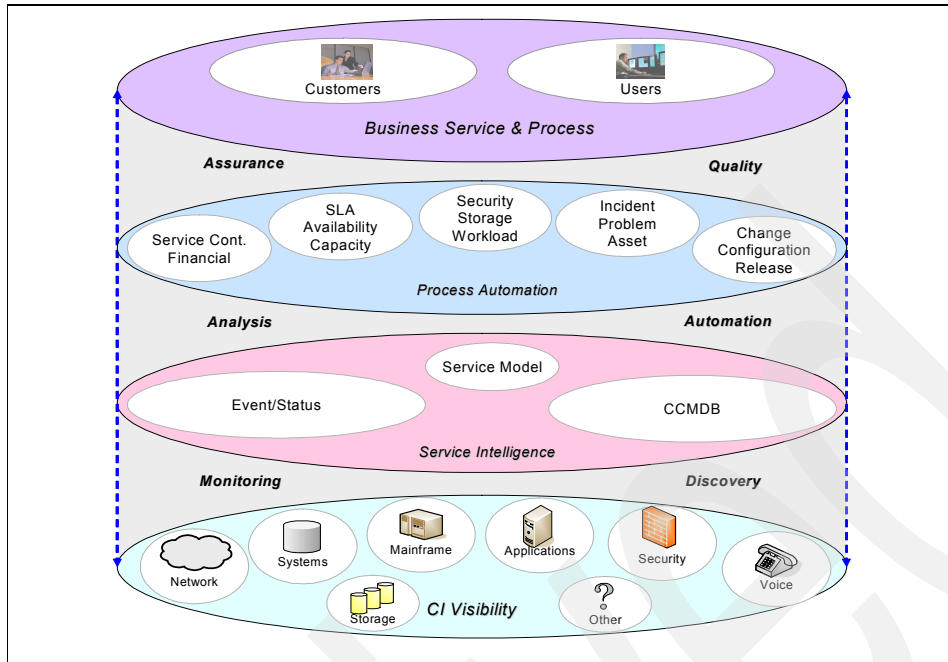 Customers
Users
Business Service & Process
Assurance
Quality
Service Cont.
Financial
SLA
Availability
Capacity
Security
Storage
Workload
Incident
Problem
Asset
Change
Configuration
Release
Process Automation
Analysis
Automation
Service Model
Event/Status
CCMDB
Service Intelligence
Monitoring
Discovery
Network
Systems
Mainframe
Applications
Security
Voice
Storage
?
Other
CI Visibility